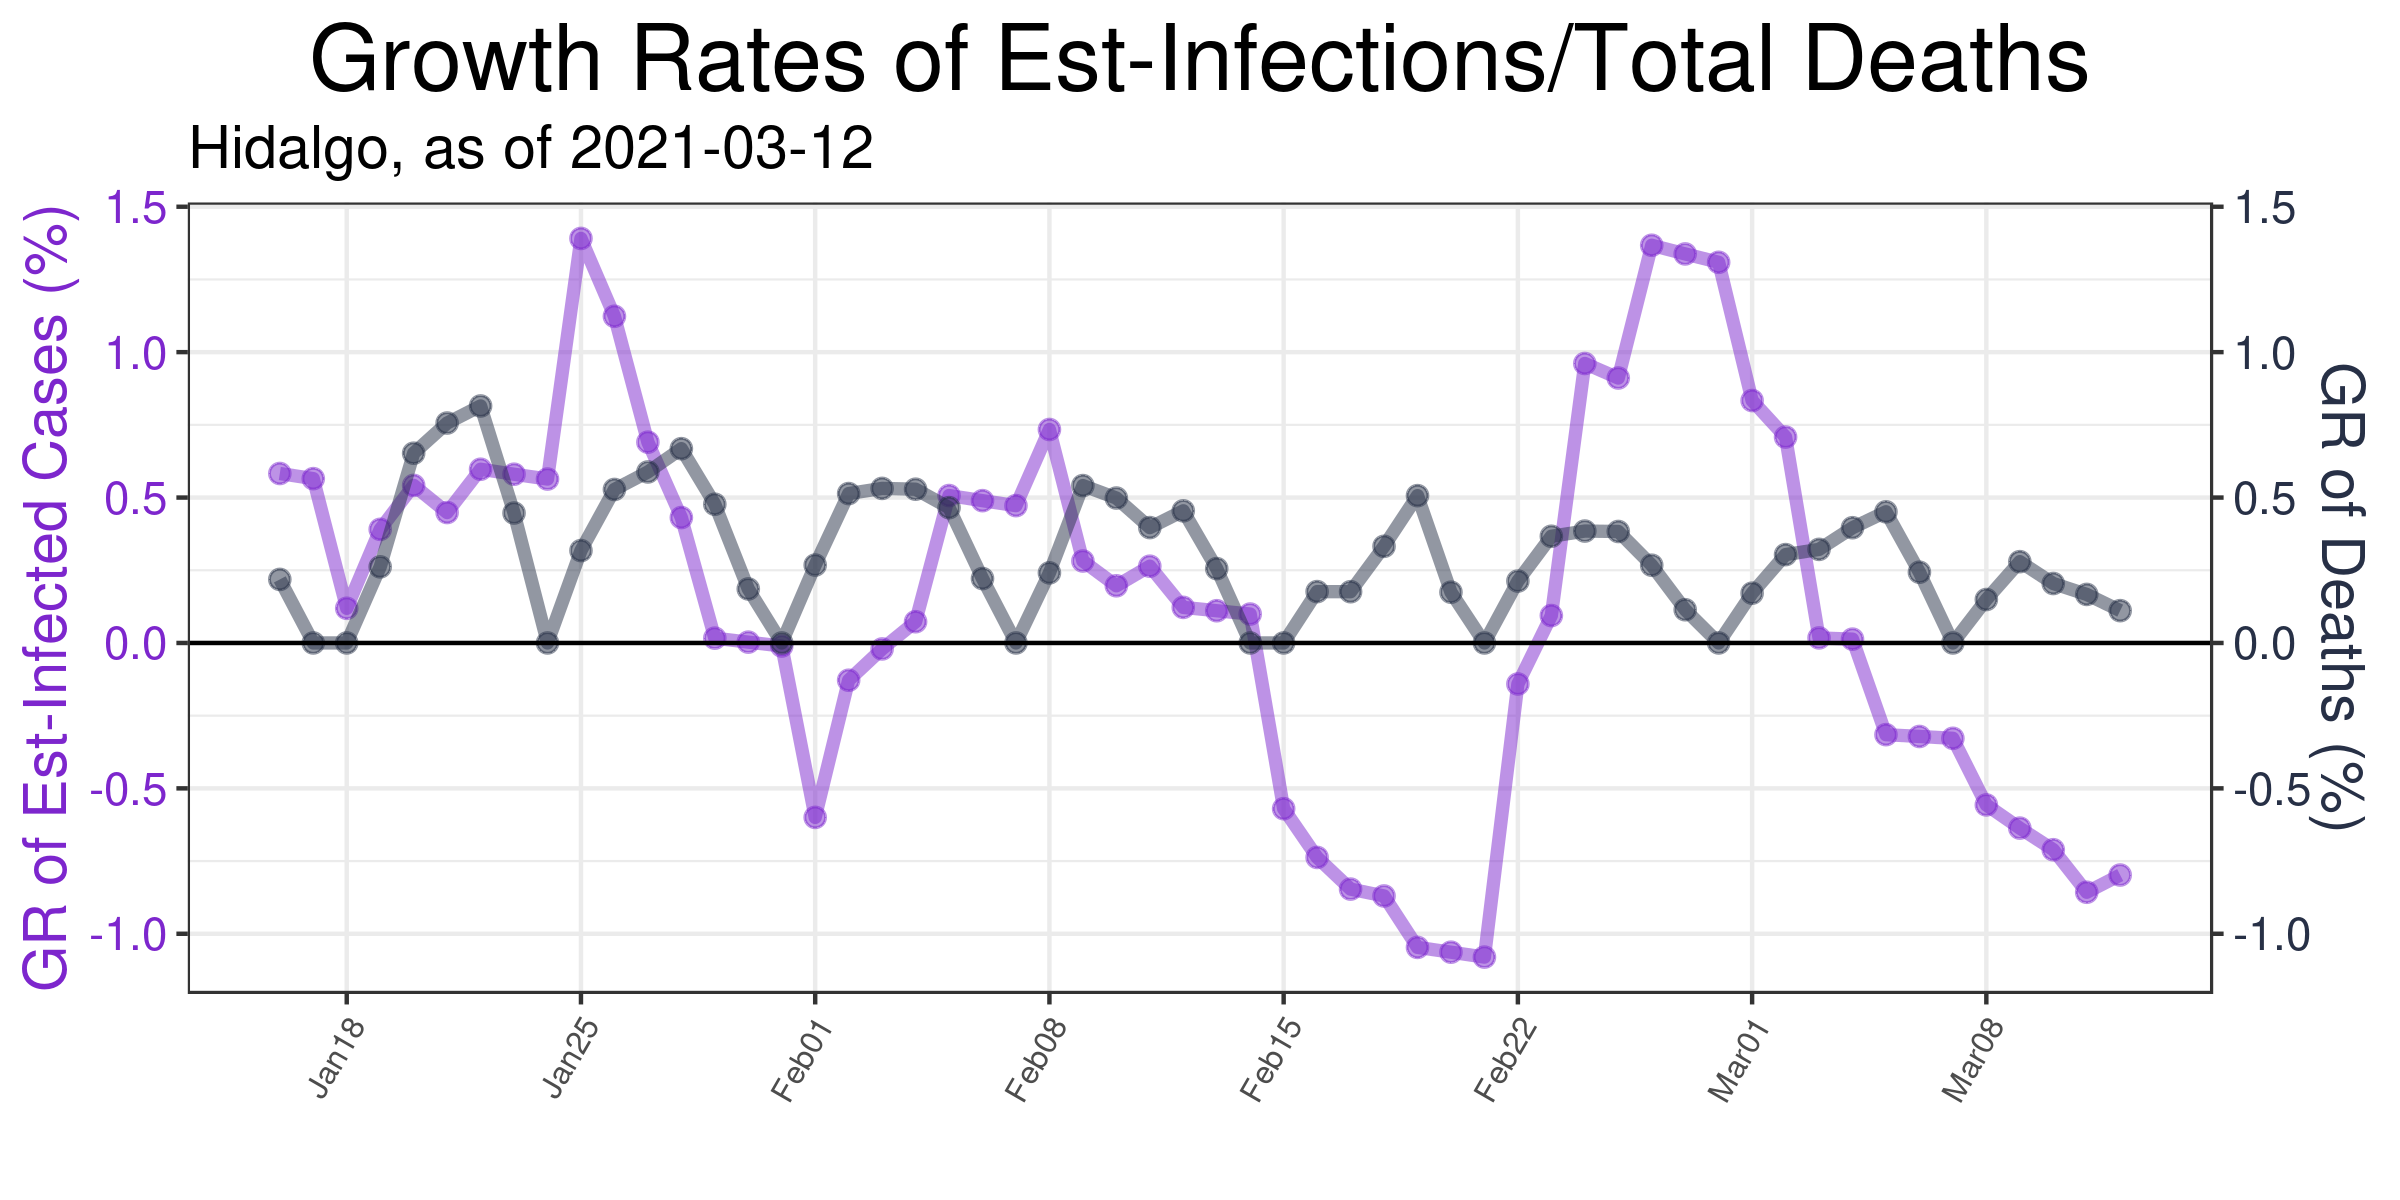 Growth Rates of Est-Infections/Total Deaths
Hidalgo, as of 2021-03-12
GR of Est-Infected Cases (%)
1.5
1.0
0.5
0.0
-0.5
-1.0
1.5
1.0
0.5
0.0
-0.5
-1.0
GR of Deaths (%)
Jan18
Jan25
Feb01
Feb08
Feb15
Feb22
Mar01
Mar08